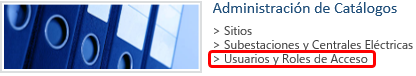 Administración de Catálogos
> Sitios
> Subestaciones y Centrales Eléctricas
> Usuarios y Roles de Acceso